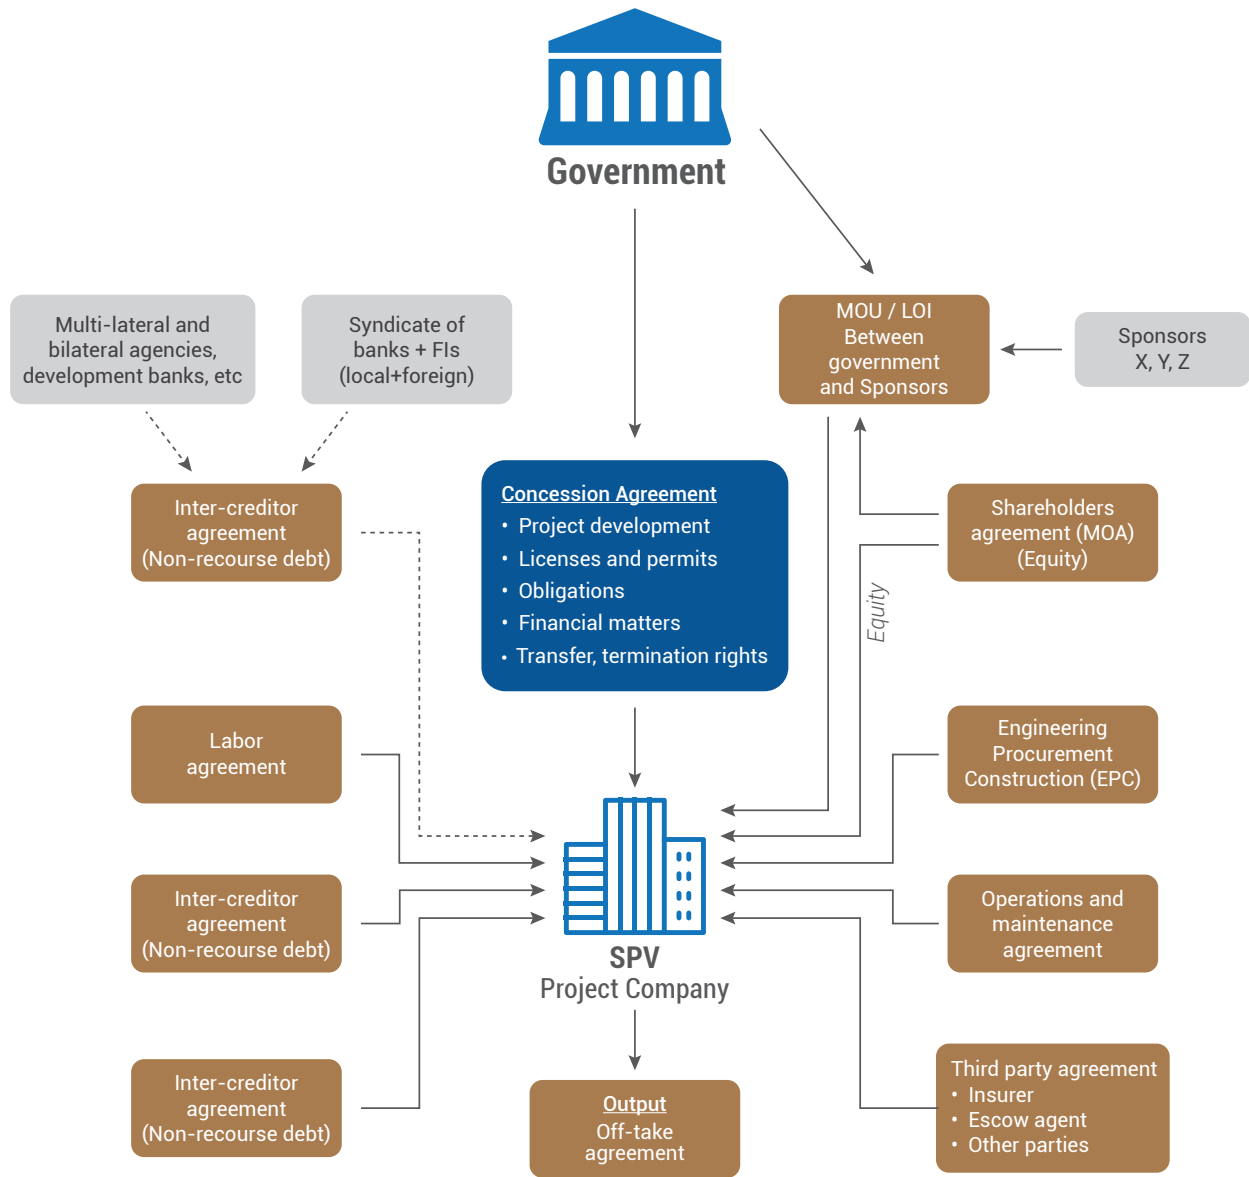 Government
Multi-lateral and
bilateral agencies,
development banks, etc
Syndicate of
banks + FIs
(local+foreign)
MOU / LOI
Between
government
and Sponsors
Sponsors
X, Y, Z
Inter-creditor
agreement
(Non-recourse debt)
Concession Agreement
• Project development
• Licenses and permits
• Obligations
• Financial matters
• Transfer, termination rights
Shareholders
agreement (MOA)
(Equity)
Equity
Labor
agreement
Engineering
Procurement
Construction (EPC)
Inter-creditor
agreement
(Non-recourse debt)
SPV
Project Company
Operations and
maintenance
agreement
Inter-creditor
agreement
(Non-recourse debt)
Output
Off-take
agreement
Third party agreement
• Insurer
• Escow agent
• Other parties